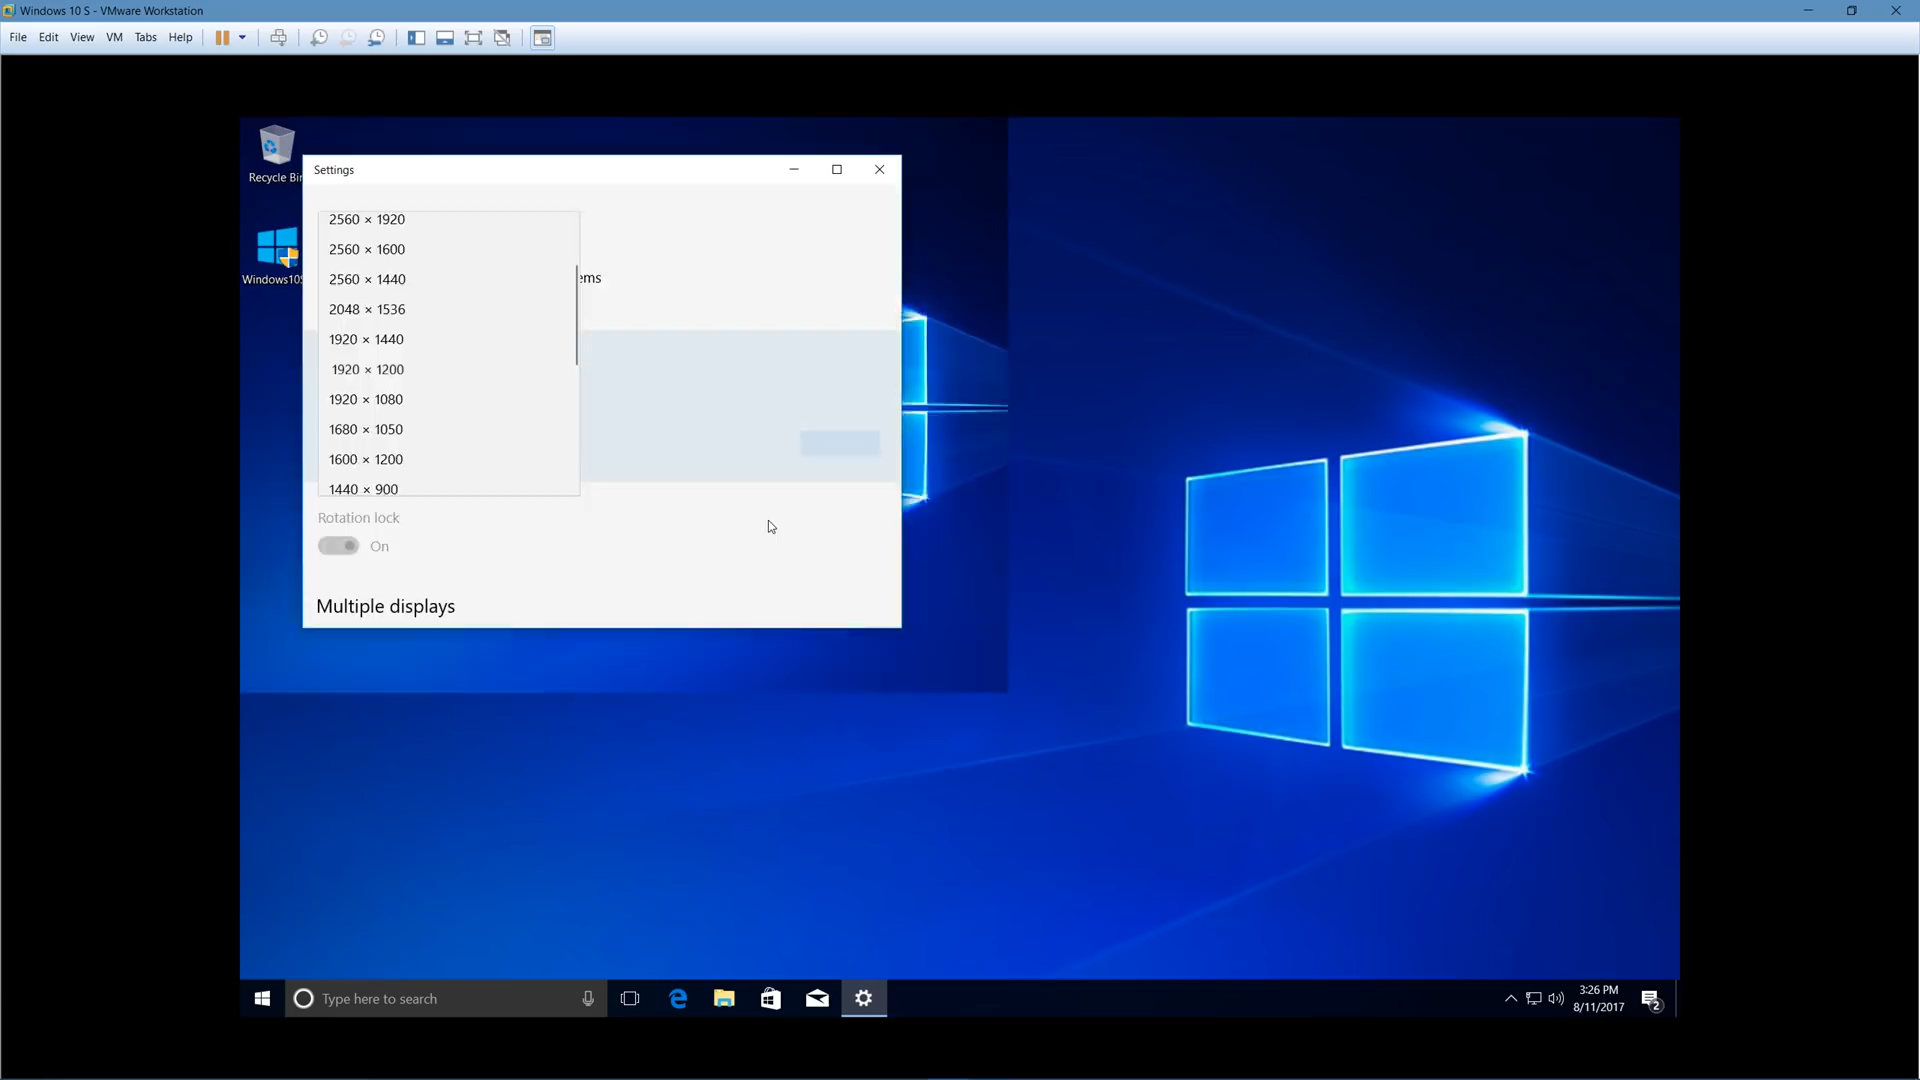 Windows 10 S - VMware Workstation
File Edit View VM Tabs Help
Recycle Bin
Settings
2560 × 1920
2560 × 1600
Windows10S
2560 × 1440
ems
2048 × 1536
1920 × 1440
1920 × 1200
1920 × 1080
1680 × 1050
1600 × 1200
1440 × 900
Rotation lock
On
Multiple displays
Type here to search
3:26 PM
8/11/2017
2